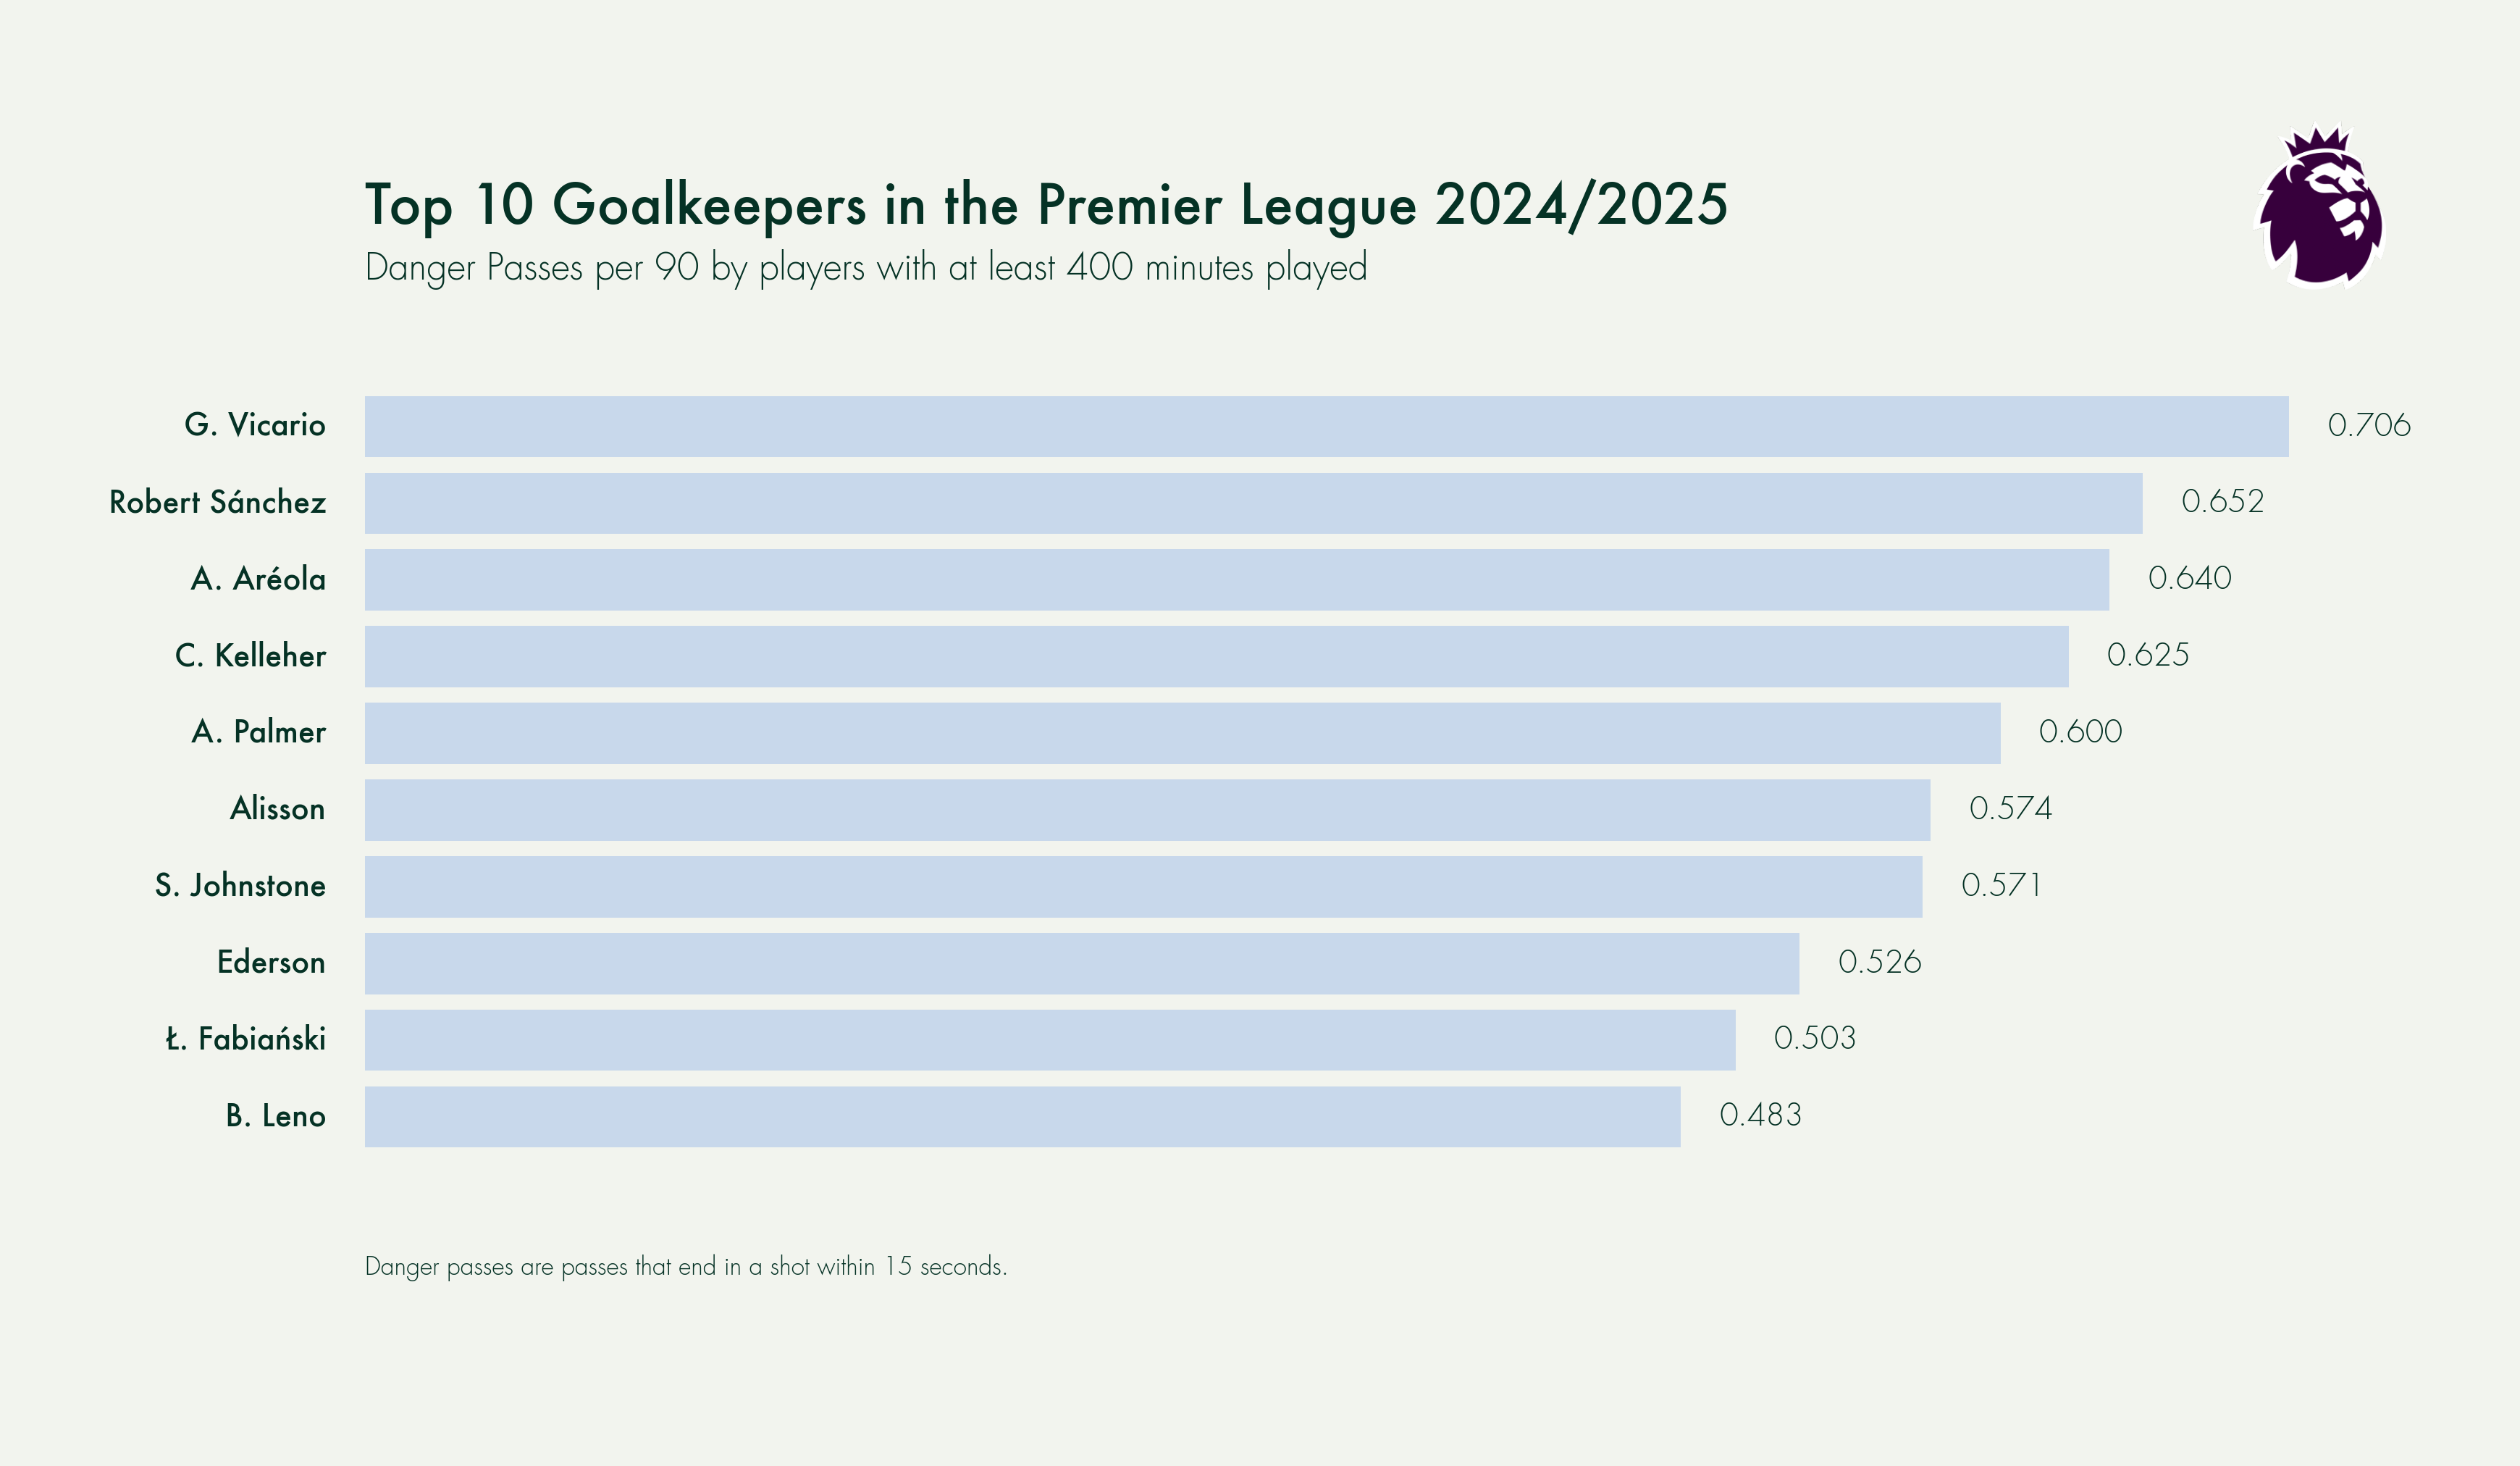 Top 10 Goalkeepers in the Premier League 2024/2025
Danger Passes per 90 by players with at least 400 minutes played
G. Vicario 0.706
Robert Sánchez 0.652
A. Aréola 0.640
C. Kelleher 0.625
A. Palmer 0.600
Alisson 0.574
S. Johnstone 0.571
Ederson 0.526
Ł. Fabiański 0.503
B. Leno 0.483
Danger passes are passes that end in a shot within 15 seconds.